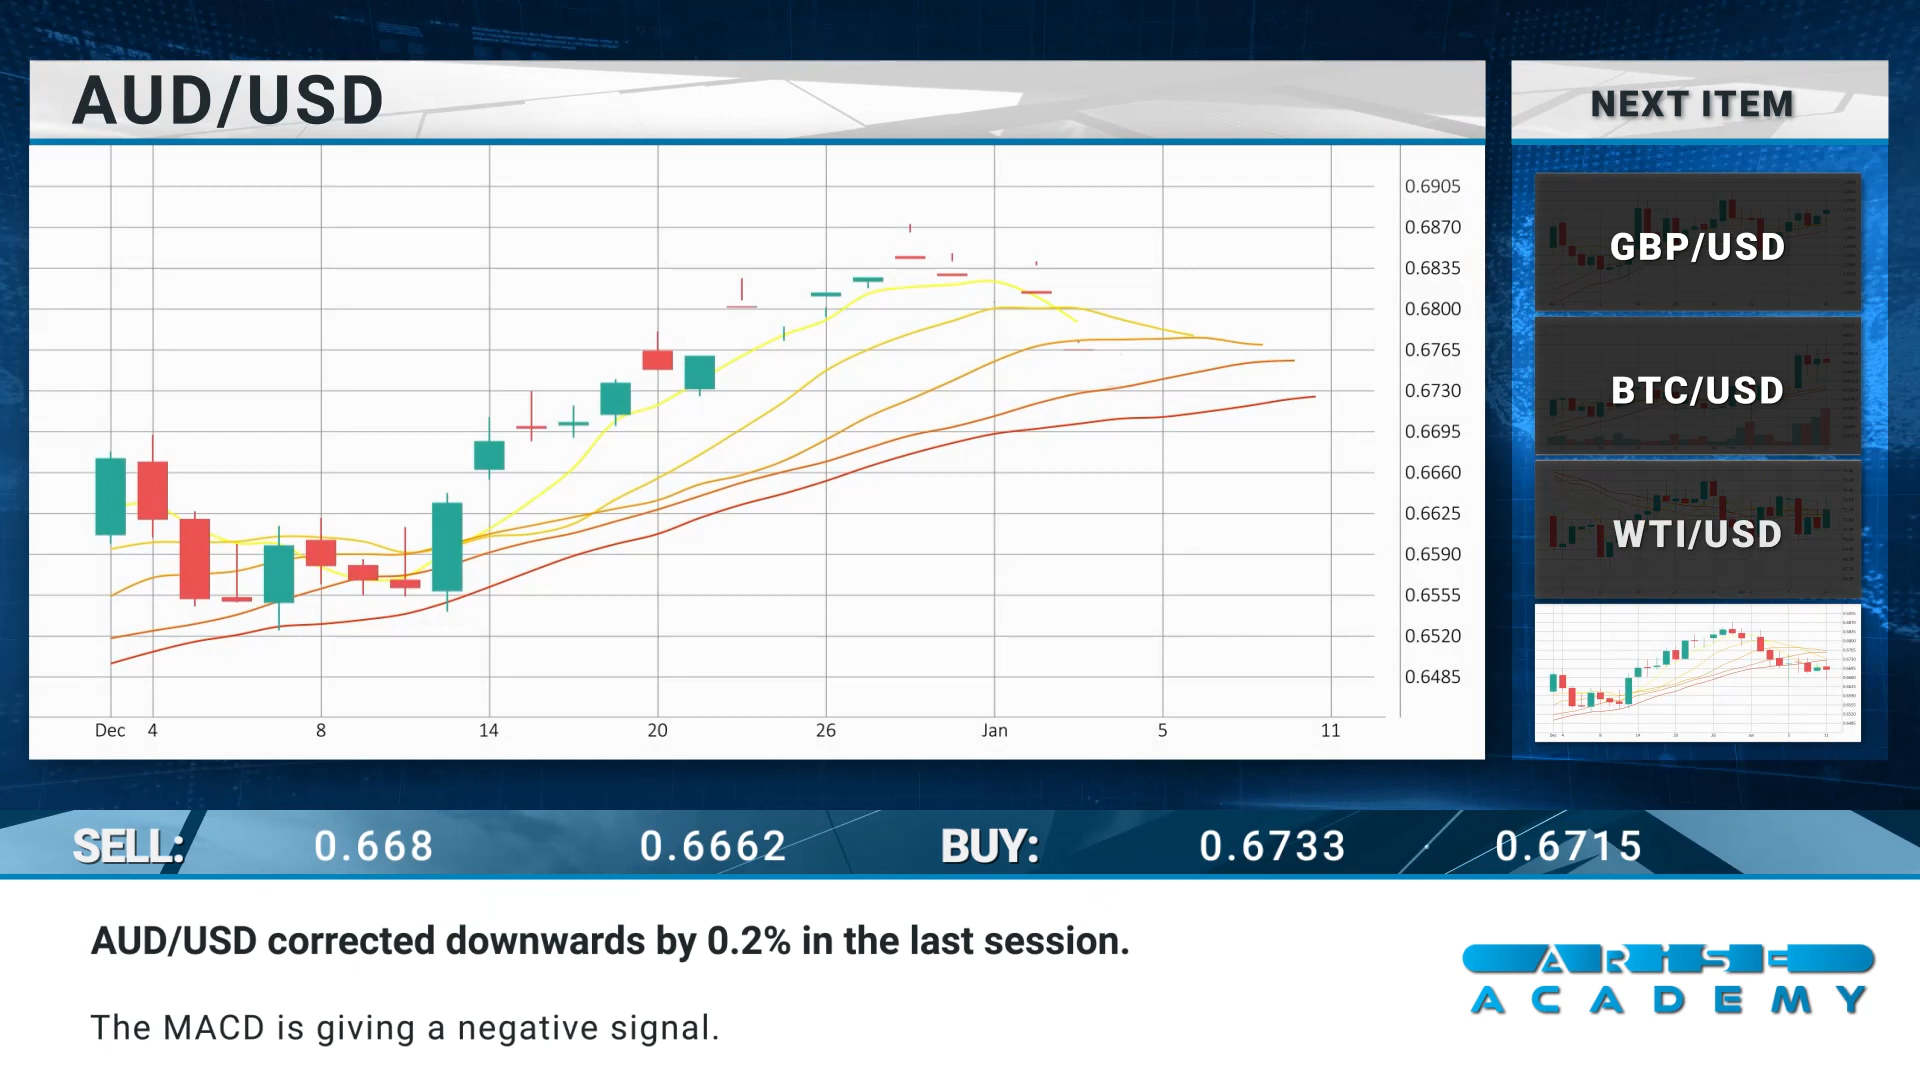 AUD/USD
NEXT ITEM
0.6905
0.6870
0.6835
0.6800
0.6765
0.6730
0.6695
0.6660
0.6625
0.6590
0.6555
0.6520
0.6485
Dec 4 8 14 20 26 Jan 5 11
GBP/USD
BTC/USD
WTI/USD
SELL: 0.668 0.6662 BUY: 0.6733 0.6715
AUD/USD corrected downwards by 0.2% in the last session.
The MACD is giving a negative signal.
ARISE
ACADEMY